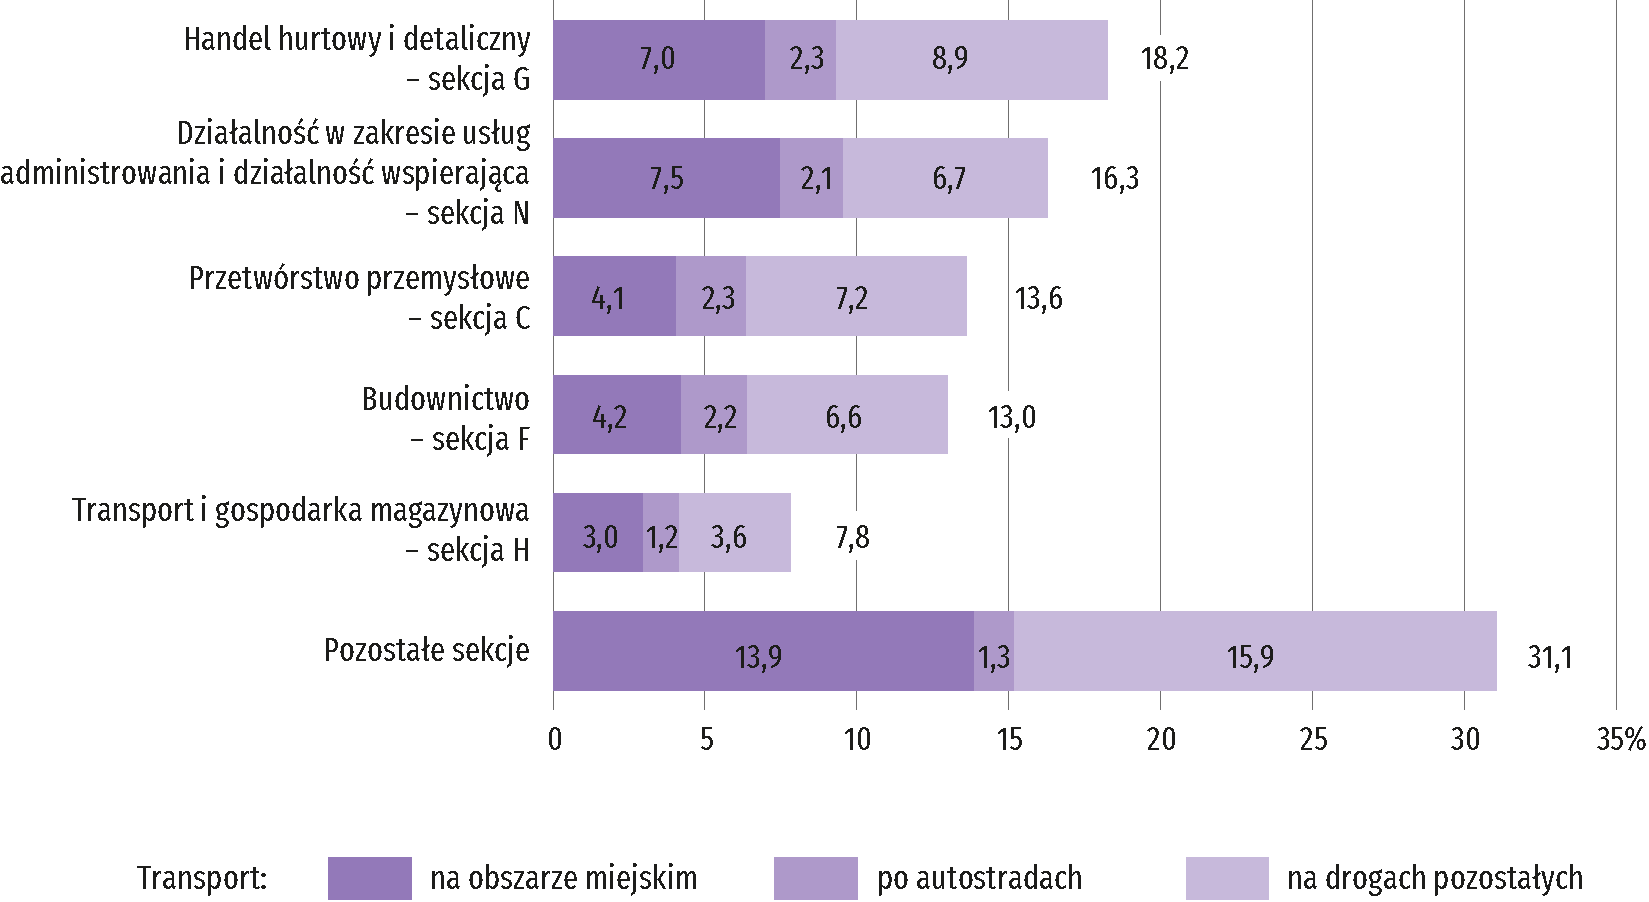 Handel hurtowy i detaliczny
– sekcja G
7,0 2,3 8,9 18,2
Działalność w zakresie usług
administrowania i działalność wspierająca
– sekcja N
7,5 2,1 6,7 16,3
Przetwórstwo przemysłowe
– sekcja C
4,1 2,3 7,2 13,6
Budownictwo
– sekcja F
4,2 2,2 6,6 13,0
Transport i gospodarka magazynowa
– sekcja H
3,0 1,2 3,6 7,8
Pozostałe sekcje
13,9 1,3 15,9 31,1
0 5 10 15 20 25 30 35%
Transport: na obszarze miejskim po autostradach na drogach pozostałych